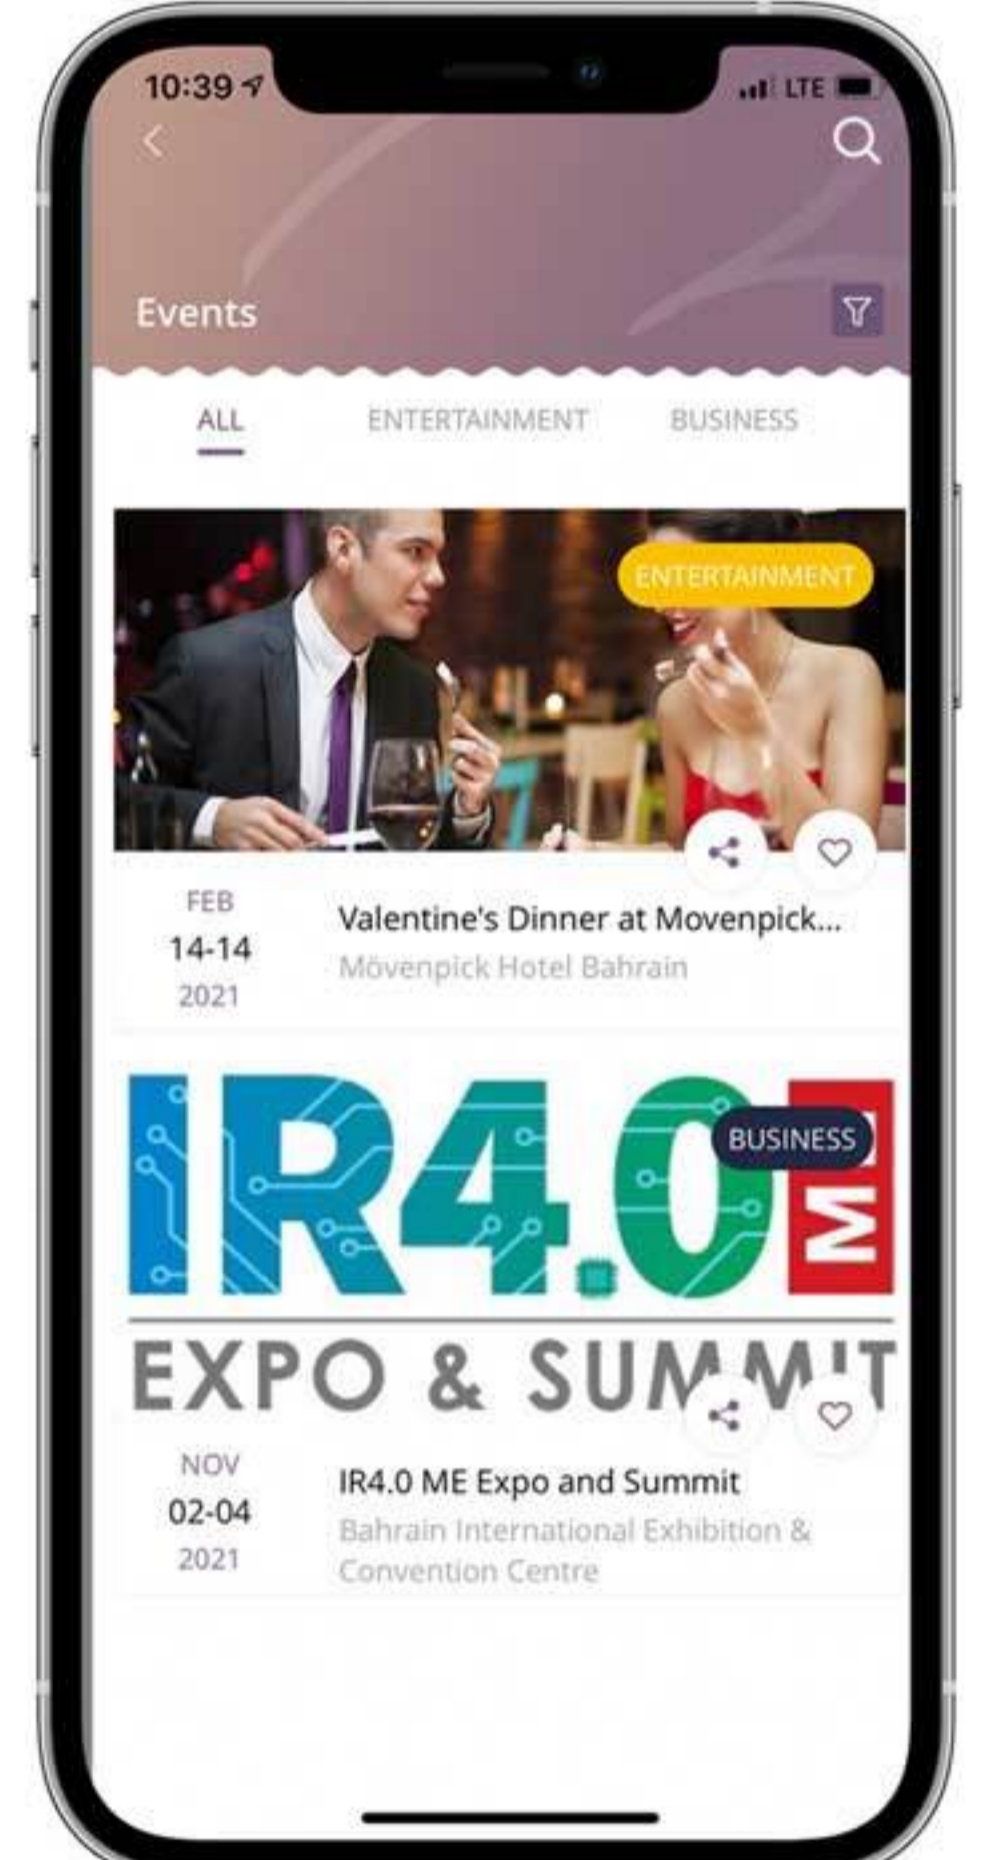 10:39
LTE
Events
ALL ENTERTAINMENT BUSINESS
ENTERTAINMENT
FEB
14-14
2021
Valentine's Dinner at Movenpick...
Mövenpick Hotel Bahrain
IR4.0 ME
BUSINESS
EXPO & SUMMIT
NOV
02-04
2021
IR4.0 ME Expo and Summit
Bahrain International Exhibition &
Convention Centre